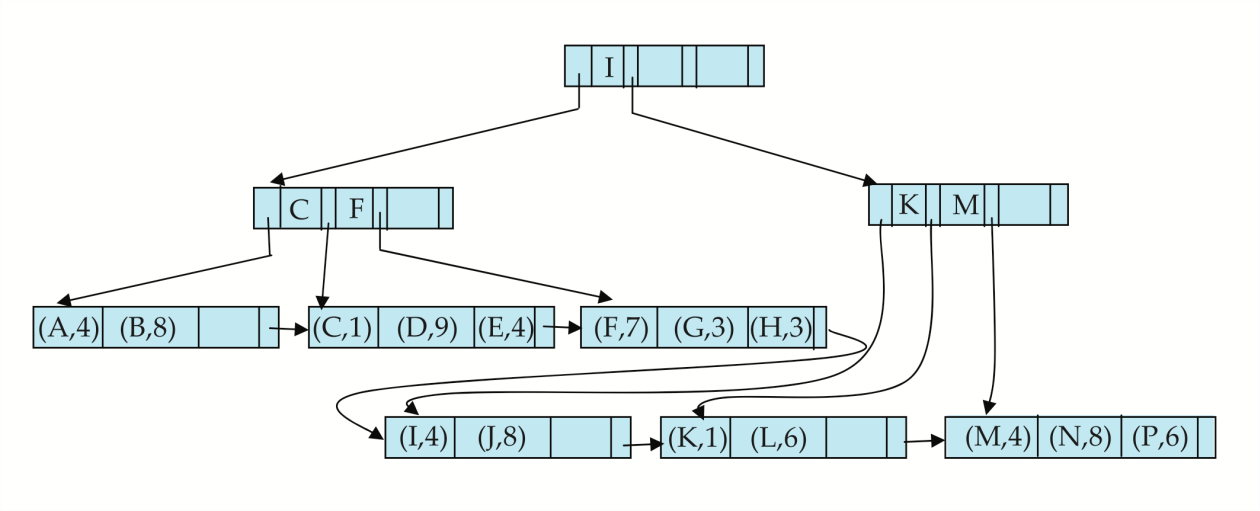 I
C F
K M
(A,4) (B,8) (C,1) (D,9) (E,4) (F,7) (G,3) (H,3)
(I,4) (J,8) (K,1) (L,6) (M,4) (N,8) (P,6)